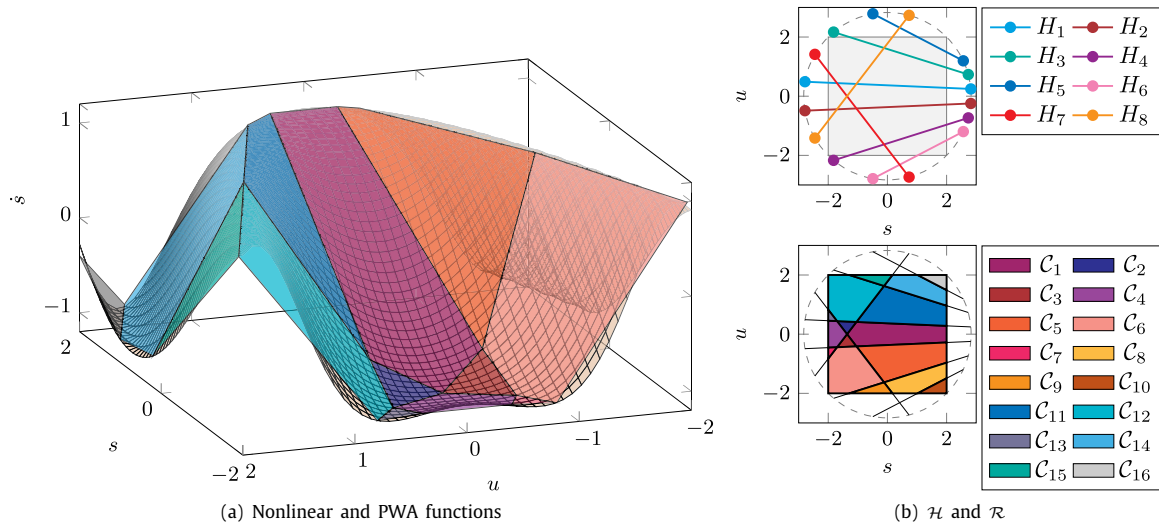 1
0
−1
ṡ
2
0
−2
s
2
1
0
−1
−2
u
(a) Nonlinear and PWA functions
2
0
−2
u
−2 0 2
s
H1 H2
H3 H4
H5 H6
H7 H8
2
0
−2
u
−2 0 2
s
C1 C2
C3 C4
C5 C6
C7 C8
C9 C10
C11 C12
C13 C14
C15 C16
(b) ℋ and ℛ